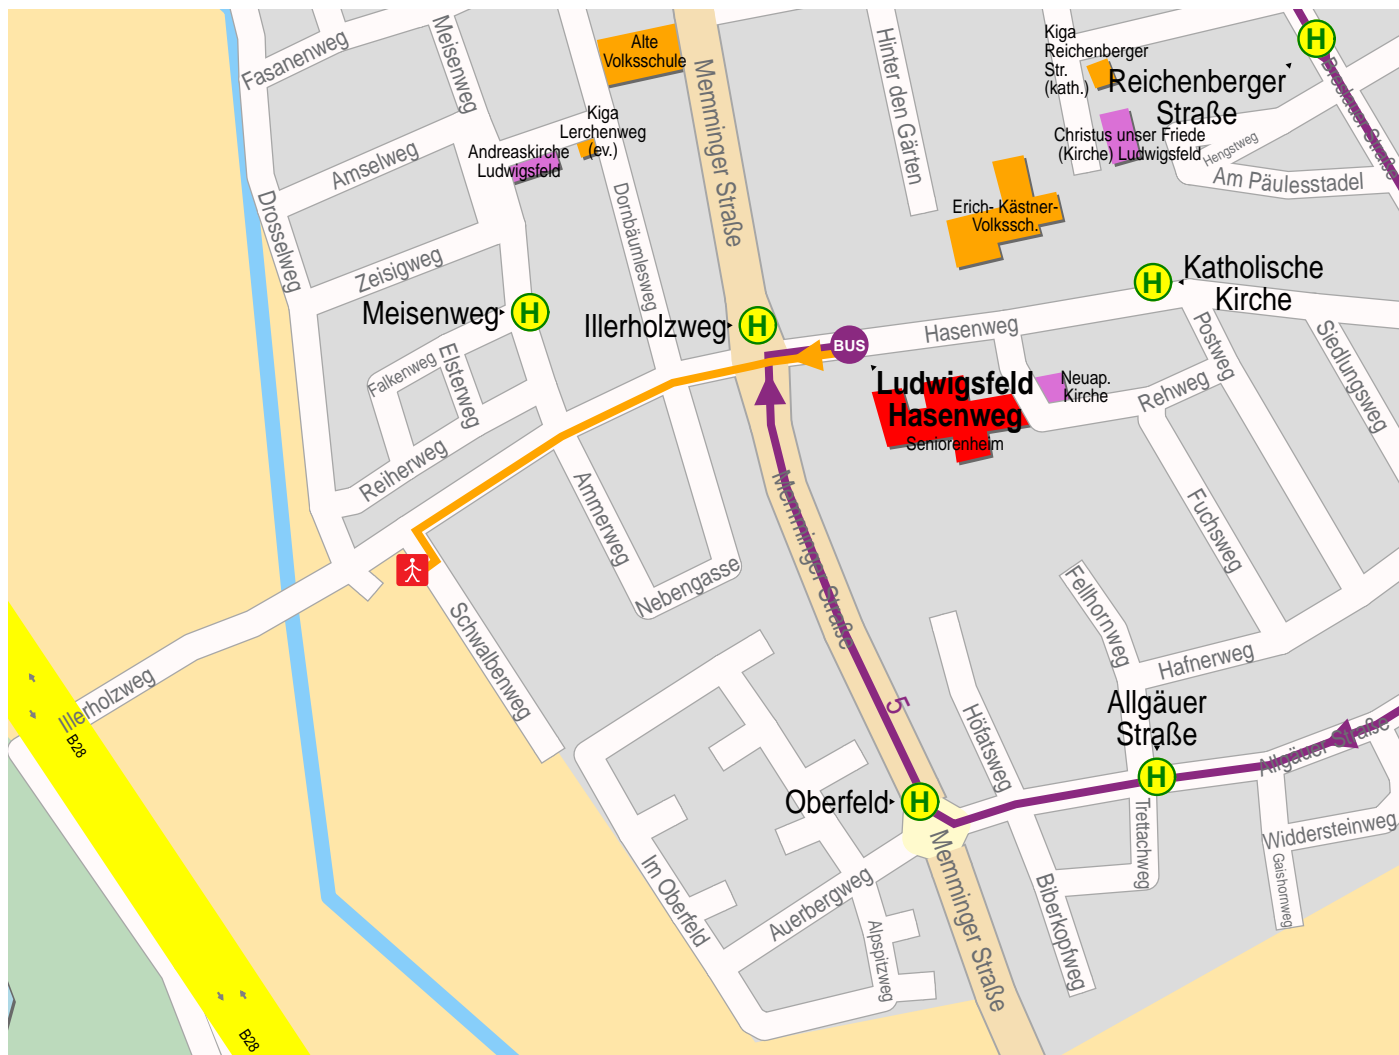 Fasanenweg
Meisenweg
Alte
Volksschule
Memminger Straße
Hinter den Gärten
Kiga
Reichenberger
Str.
(kath.)
H
Reichenberger
Straße
Breslauer Straße
Kiga
Lerchenweg
(ev.)
Andreaskirche
Ludwigsfeld
Amselweg
Christus unser Friede
(Kirche) Ludwigsfeld
Hengstweg
Am Päulesstadel
Drosselweg
Dornbäumlesweg
Erich- Kästner-
Volkssch.
Zeisigweg
Meisenweg
H
Illerholzweg
H
BUS
Hasenweg
H
Katholische
Kirche
Postweg
Siedlungsweg
Falkenweg
Elsterweg
Ludwigsfeld
Hasenweg
Seniorenheim
Neuap.
Kirche
Rehweg
Reiherweg
Ammerweg
Memminger Straße
Fuchsweg
Nebengasse
Schwalbenweg
Fellhornweg
Hafnerweg
Illerholzweg
B28
5
Höfatsweg
Allgäuer
Straße
H
Allgäuer Straße
Oberfeld
H
Trettachweg
Widdersteinweg
Gaishornweg
Im Oberfeld
Auerbergweg
Memminger Straße
Biberkopfweg
Alpspitzweg
B28